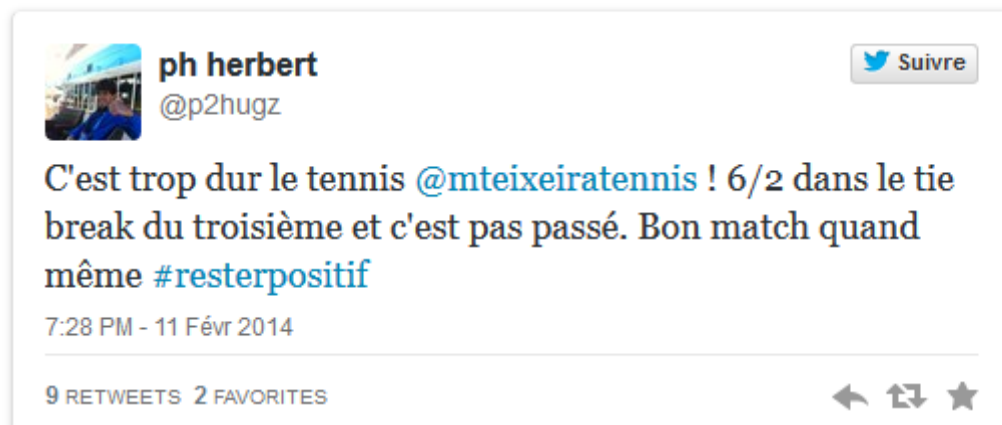 ph herbert
Suivre
@p2hugz
C'est trop dur le tennis @mteixeiratennis ! 6/2 dans le tie
break du troisième et c'est pas passé. Bon match quand
même #resterpositif
7:28 PM - 11 Févr 2014
9 RETWEETS 2 FAVORITES